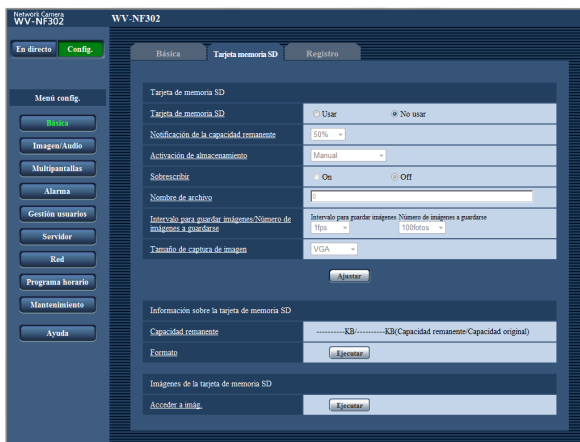 Network Camera
WV-NF302
WV-NF302
En directo
Config.
Menú config.
Básica
Imagen/Audio
Multipantallas
Alarma
Gestión usuarios
Servidor
Red
Programa horario
Mantenimiento
Ayuda
Básica
Tarjeta memoria SD
Registro
Tarjeta de memoria SD
Tarjeta de memoria SD
Usar
No usar
Notificación de la capacidad remanente
50%
Activación de almacenamiento
Manual
Sobrescribir
On
Off
Nombre de archivo
0
Intervalo para guardar imágenes/Número de
imágenes a guardarse
Intervalo para guardar imágenes Número de imágenes a guardarse
1fps
100fotos
Tamaño de captura de imagen
VGA
Ajustar
Información sobre la tarjeta de memoria SD
Capacidad remanente
----------KB/----------KB(Capacidad remanente/Capacidad original)
Formato
Ejecutar
Imágenes de la tarjeta de memoria SD
Acceder a imág.
Ejecutar